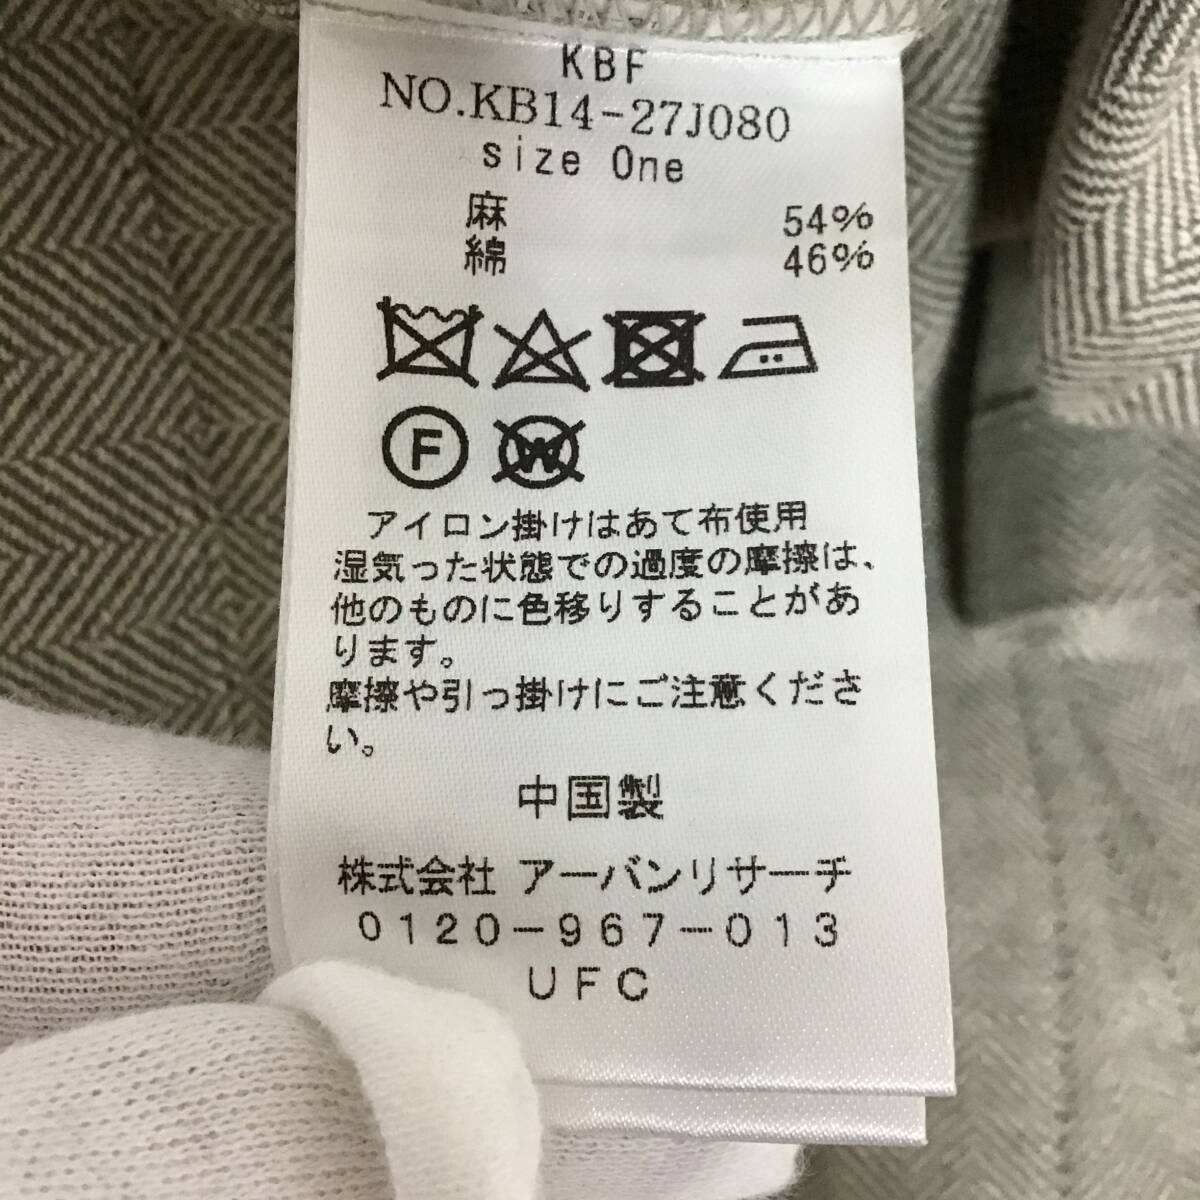 KBF
NO.KB14-27J080
size One
麻 54%
綿 46%
F W
アイロン掛けはあて布使用
湿気った状態での過度の摩擦は、
他のものに色移りすることがあ
ります。
摩擦や引っ掛けにご注意くださ
い。
中国製
株式会社 アーバンリサーチ
0120-967-013
UFC